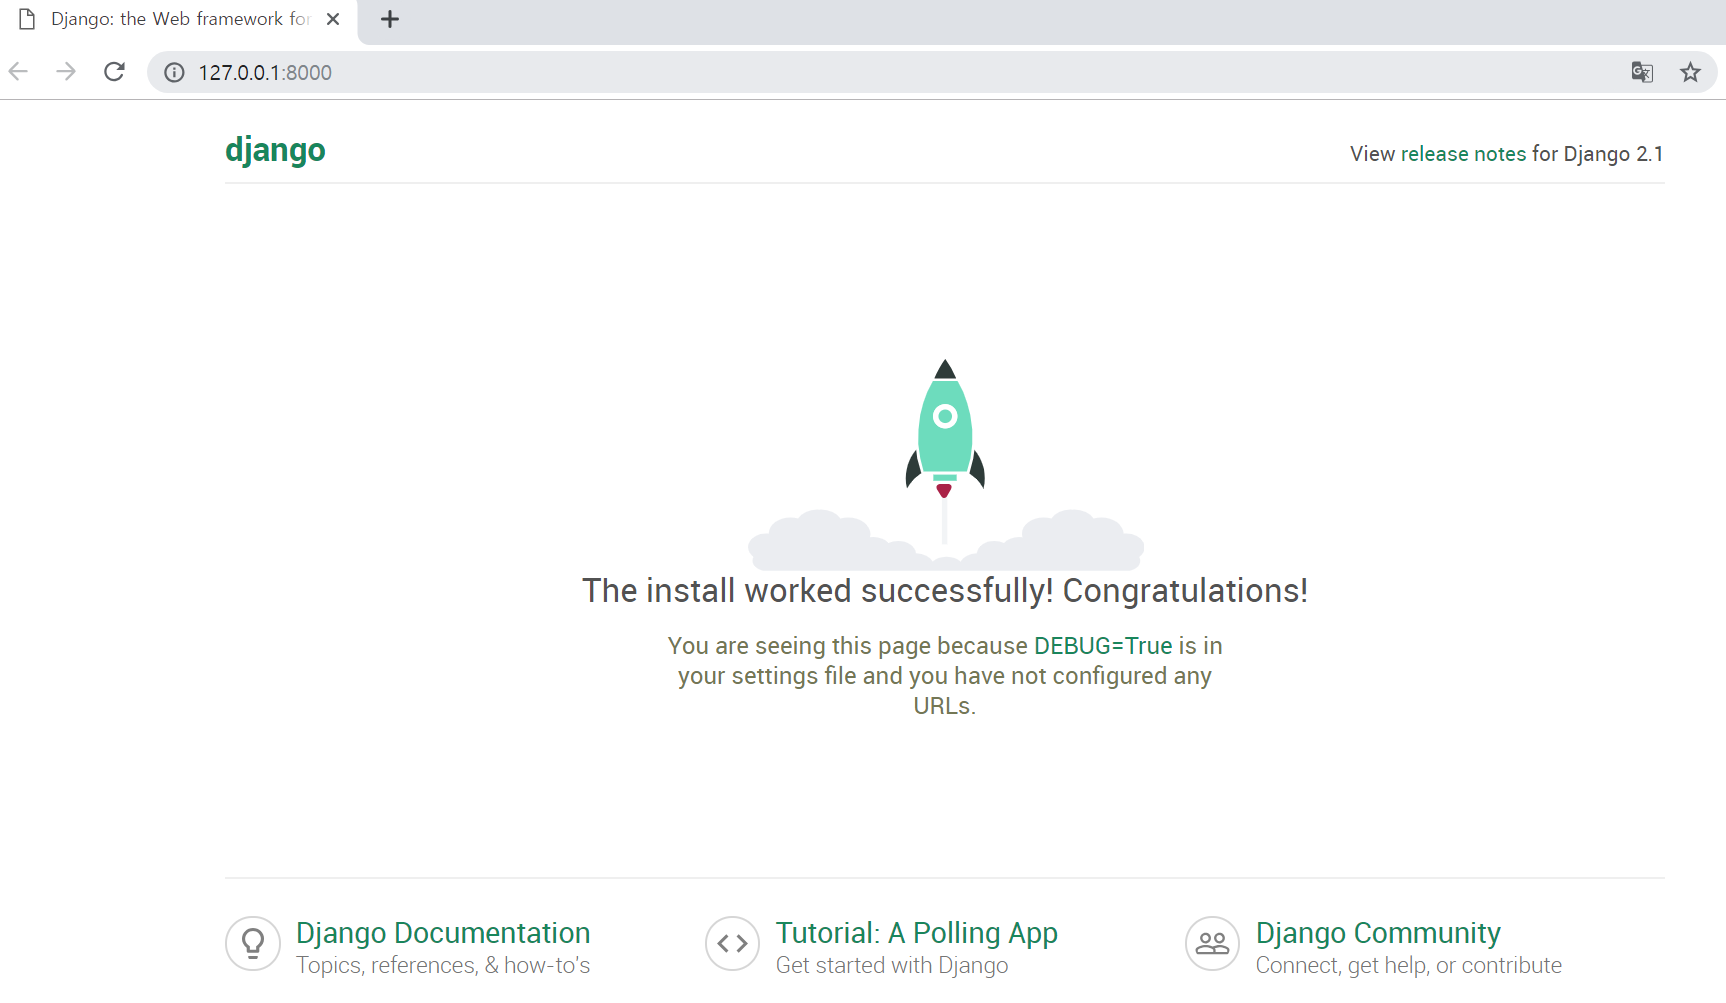 Django: the Web framework for
127.0.0.1:8000
django
View release notes for Django 2.1
The install worked successfully! Congratulations!
You are seeing this page because DEBUG=True is in
your settings file and you have not configured any
URLs.
Django Documentation
Topics, references, & how-to's
Tutorial: A Polling App
Get started with Django
Django Community
Connect, get help, or contribute